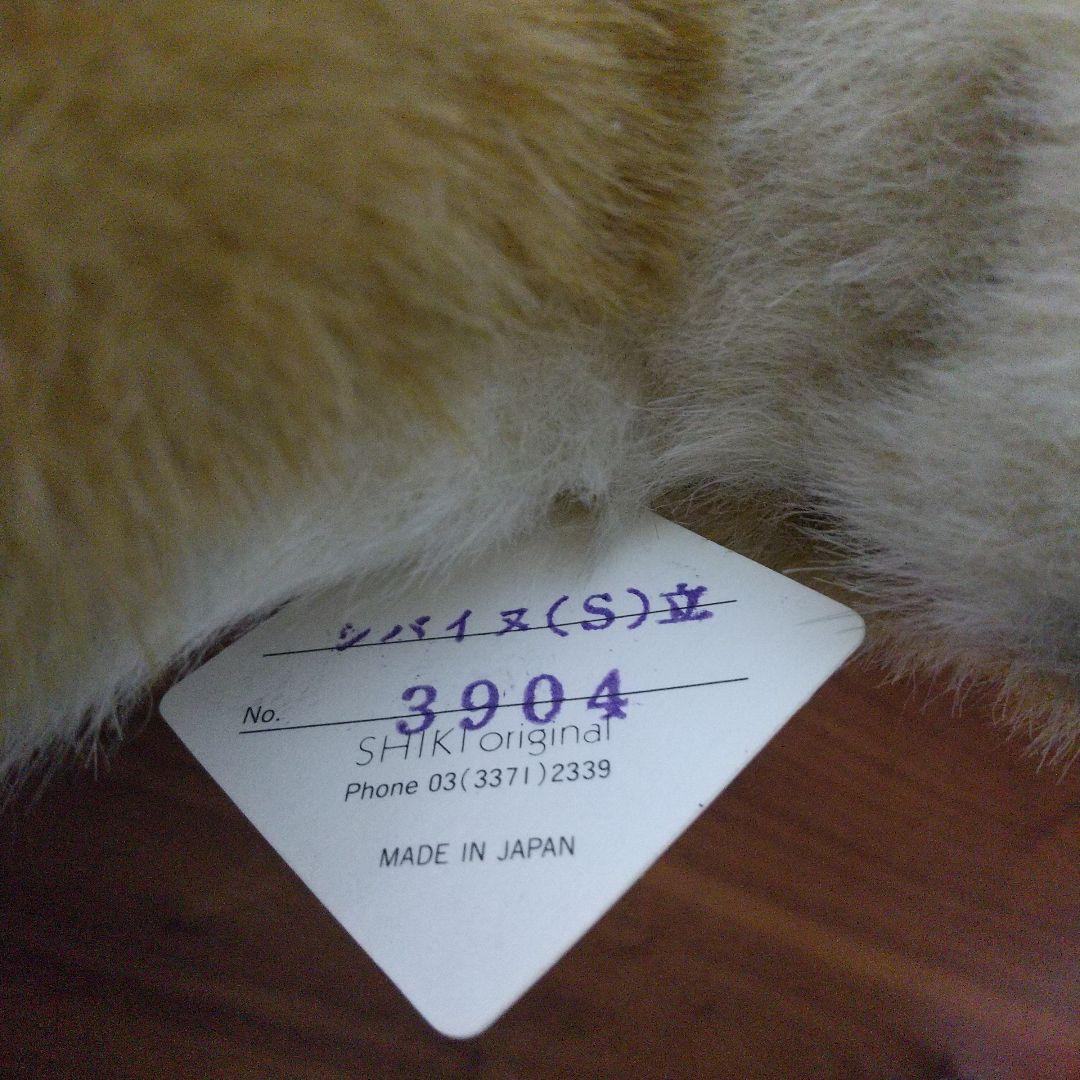 シバイヌ(S)立
No. 3904
SHIKI original
Phone 03(3371)2339
MADE IN JAPAN